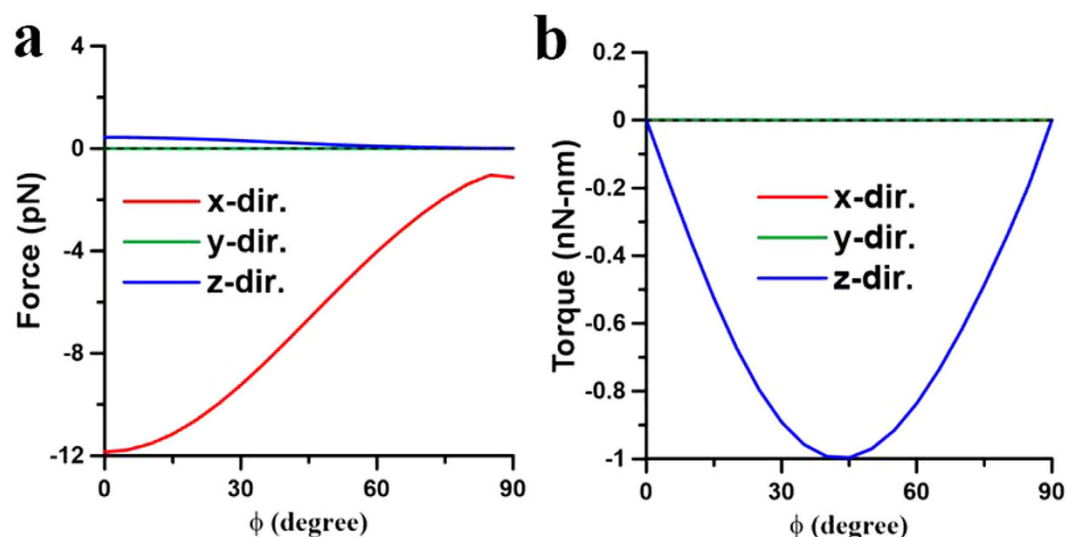 a
4
0
-4
-8
-12
Force (pN)
x-dir.
y-dir.
z-dir.
0
30
60
90
ϕ (degree)
b
0.2
0
-0.2
-0.4
-0.6
-0.8
-1
Torque (nN-nm)
x-dir.
y-dir.
z-dir.
0
30
60
90
ϕ (degree)